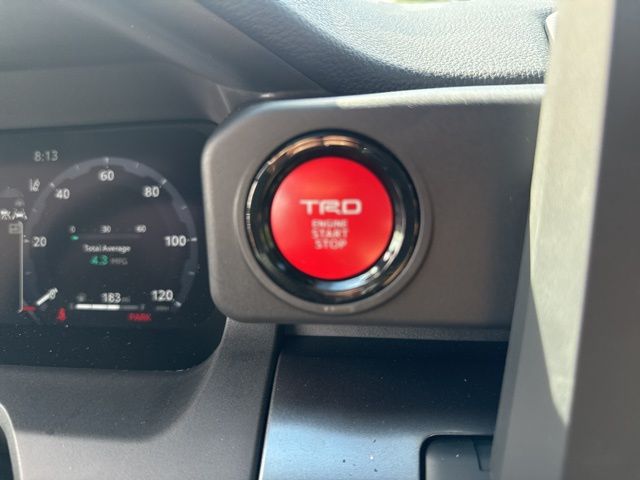 8:13
60
40
80
0 30 60
20
Total Average
100
4.3 MPG
183 mi
120
PARK
TRD
ENGINE
START
STOP